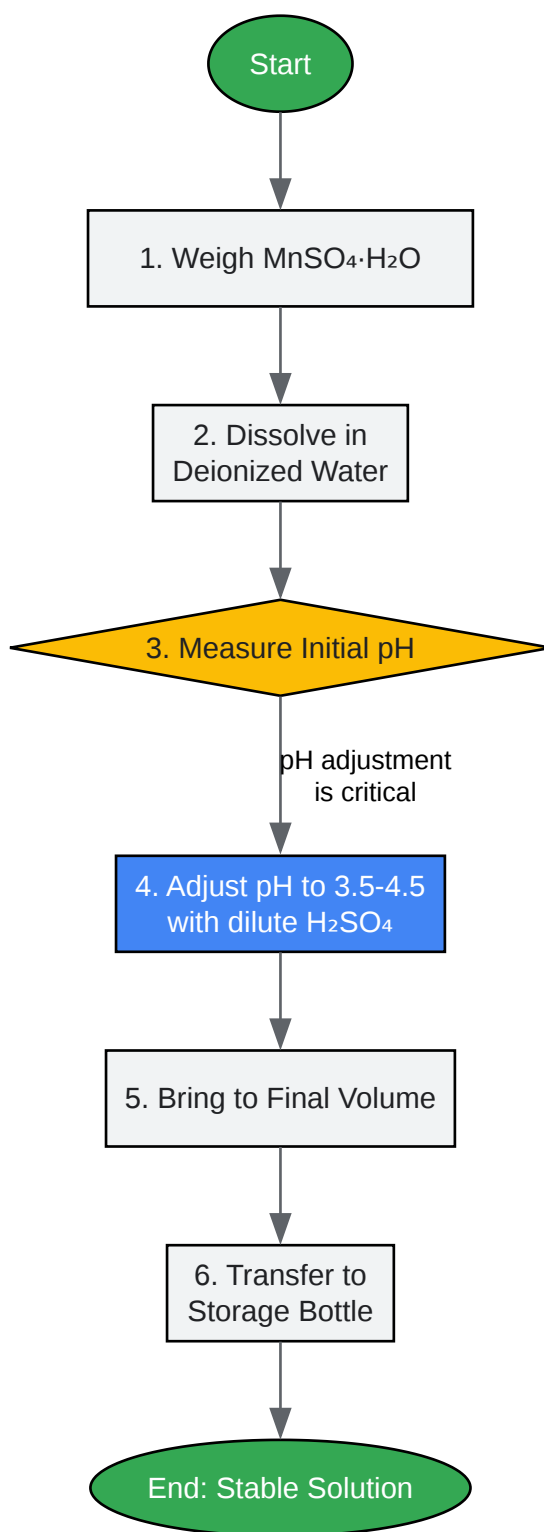 Start
1. Weigh MnSO₄·H₂O
2. Dissolve in
Deionized Water
3. Measure Initial pH
pH adjustment
is critical
4. Adjust pH to 3.5-4.5
with dilute H₂SO₄
5. Bring to Final Volume
6. Transfer to
Storage Bottle
End: Stable Solution